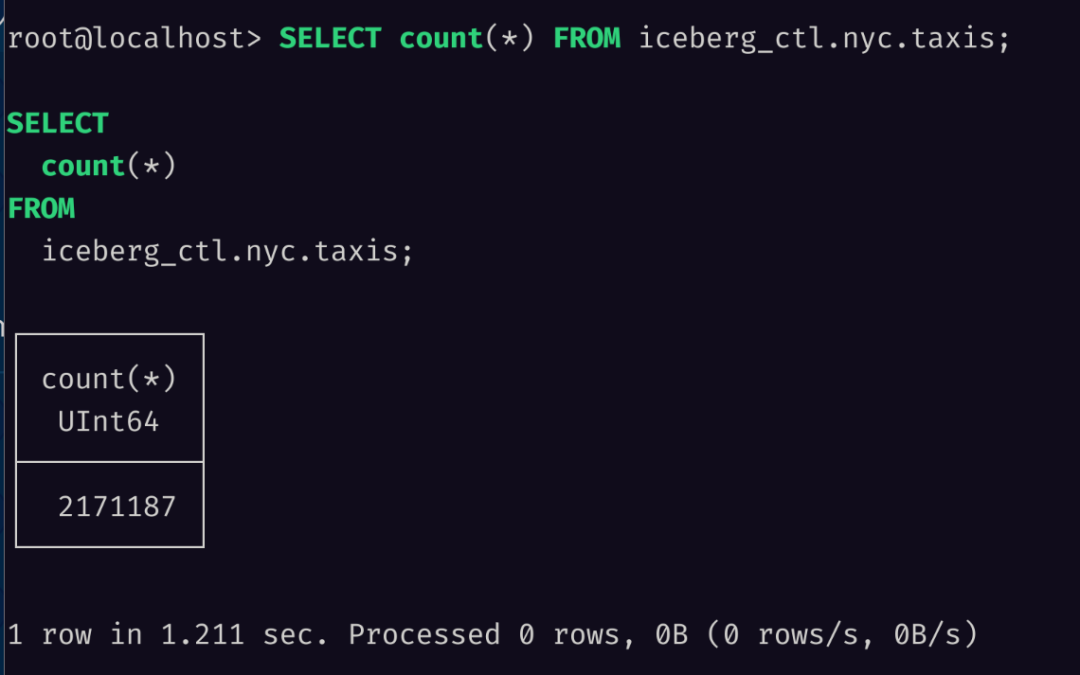 root@localhost> SELECT count(*) FROM iceberg_ctl.nyc.taxis;
SELECT
count(*)
FROM
iceberg_ctl.nyc.taxis;
count(*)
UInt64
2171187
1 row in 1.211 sec. Processed 0 rows, 0B (0 rows/s, 0B/s)